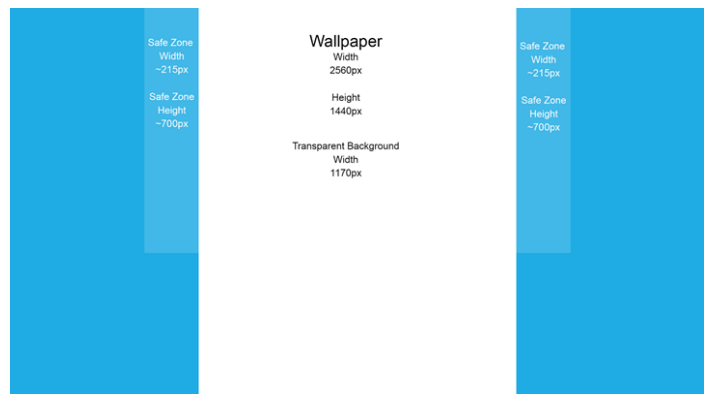 Safe Zone
Width
~215px
Safe Zone
Height
~700px
Wallpaper
Width
2560px
Height
1440px
Transparent Background
Width
1170px
Safe Zone
Width
~215px
Safe Zone
Height
~700px